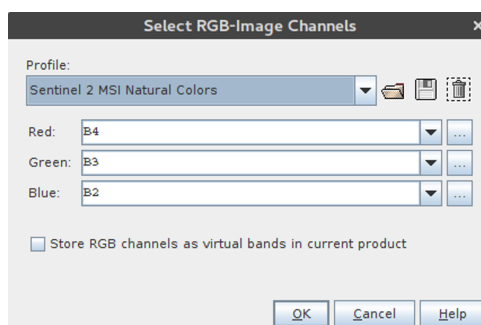 Select RGB-Image Channels ×
Profile:
Sentinel 2 MSI Natural Colors
Red: B4 ...
Green: B3 ...
Blue: B2 ...
Store RGB channels as virtual bands in current product
OK Cancel Help